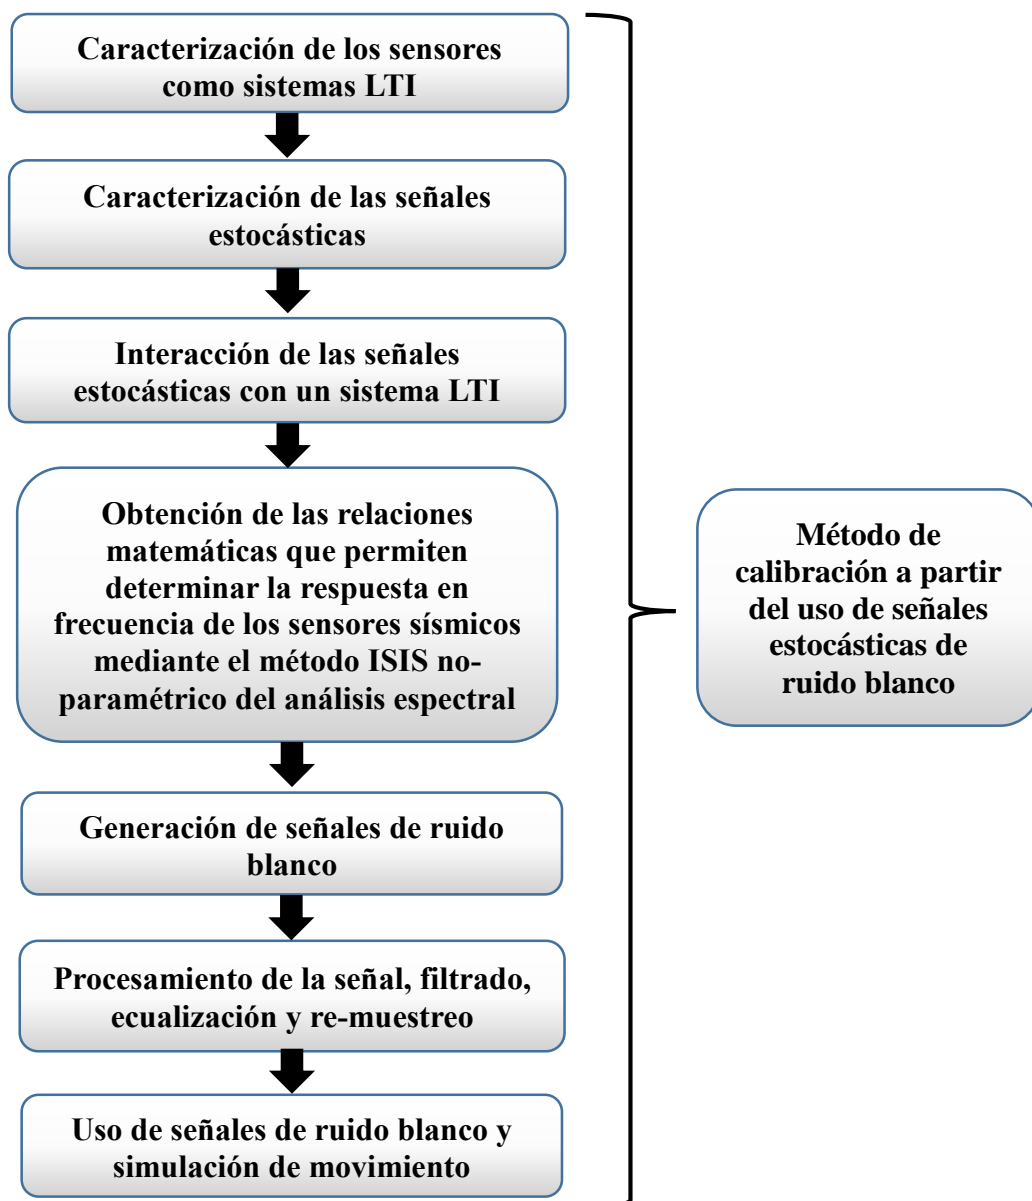 Caracterización de los sensores
como sistemas LTI
Caracterización de las señales
estocásticas
Interacción de las señales
estocásticas con un sistema LTI
Obtención de las relaciones
matemáticas que permiten
determinar la respuesta en
frecuencia de los sensores sísmicos
mediante el método ISIS no-
paramétrico del análisis espectral
Generación de señales de ruido
blanco
Procesamiento de la señal, filtrado,
ecualización y re-muestreo
Uso de señales de ruido blanco y
simulación de movimiento
Método de
calibración a partir
del uso de señales
estocásticas de
ruido blanco